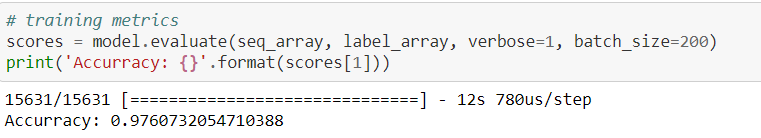 # training metrics
scores = model.evaluate(seq_array, label_array, verbose=1, batch_size=200)
print('Accurracy: {}'.format(scores[1]))
15631/15631 [==============================] - 12s 780us/step
Accurracy: 0.9760732054710388